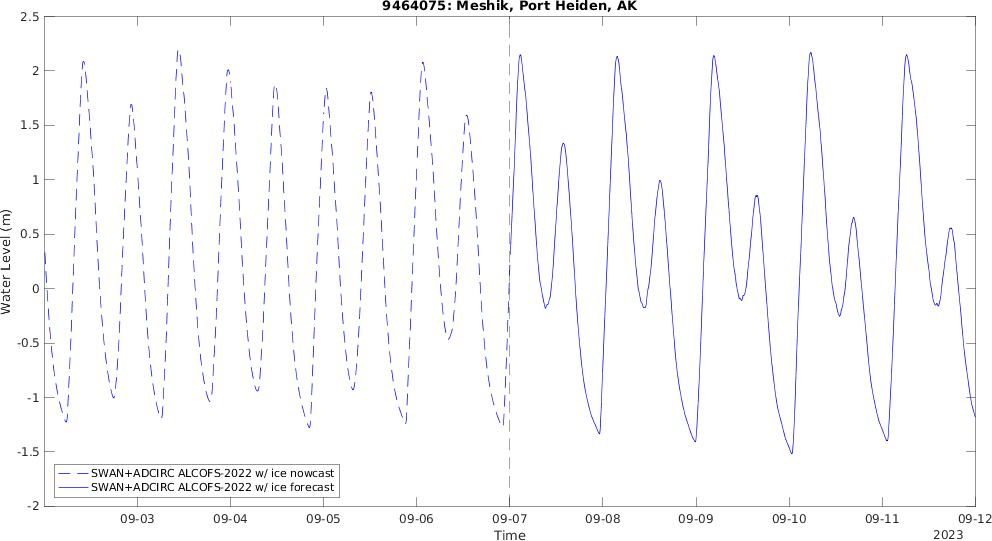 9464075: Meshik, Port Heiden, AK
Water Level (m)
2.5
2
1.5
1
0.5
0
-0.5
-1
-1.5
-2
SWAN+ADCIRC ALCOFS-2022 w/ ice nowcast
SWAN+ADCIRC ALCOFS-2022 w/ ice forecast
09-03 09-04 09-05 09-06 09-07 09-08 09-09 09-10 09-11 09-12
Time
2023